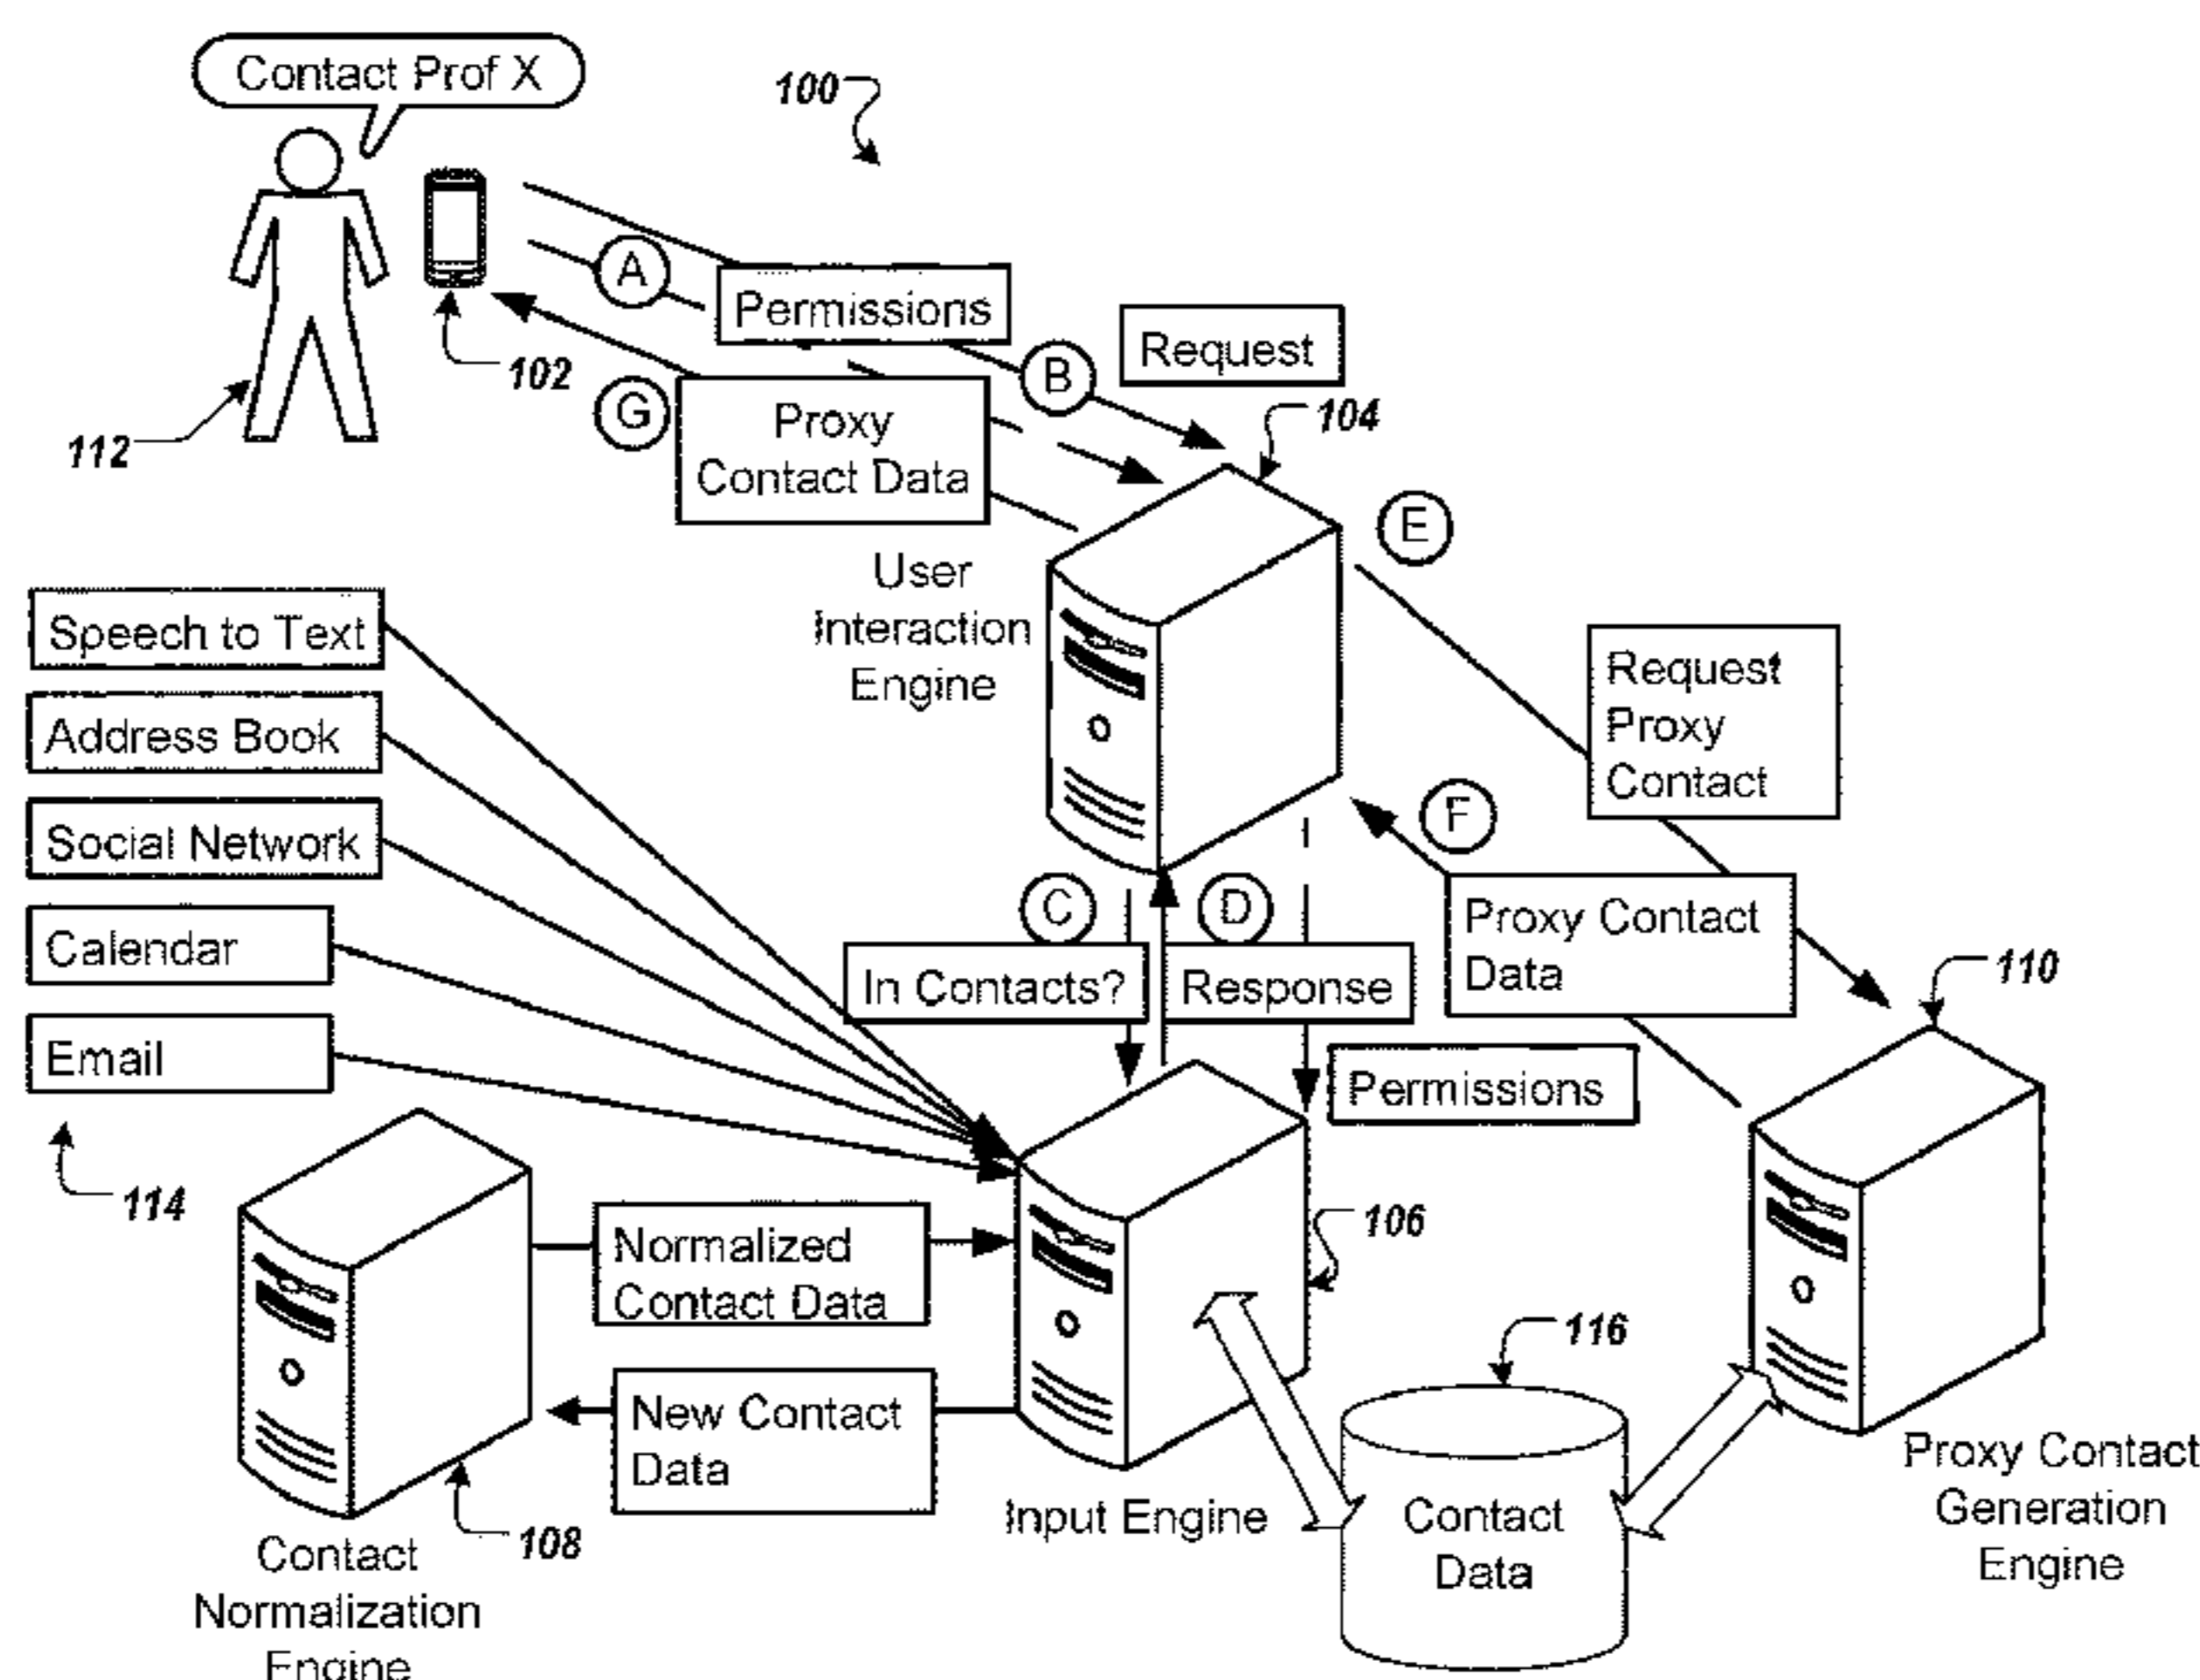 Contact Prof X
100
A
Permissions
Request
B
102
104
G
Proxy
Contact Data
112
E
User
Interaction
Engine
Speech to Text
Request
Proxy
Contact
Address Book
F
Social Network
C
D
Proxy Contact
Data
Calendar
In Contacts?
Response
110
Email
Permissions
114
106
Normalized
Contact Data
116
New Contact
Data
Proxy Contact
Generation
Engine
Input Engine
Contact
Data
108
Contact
Normalization
Engine